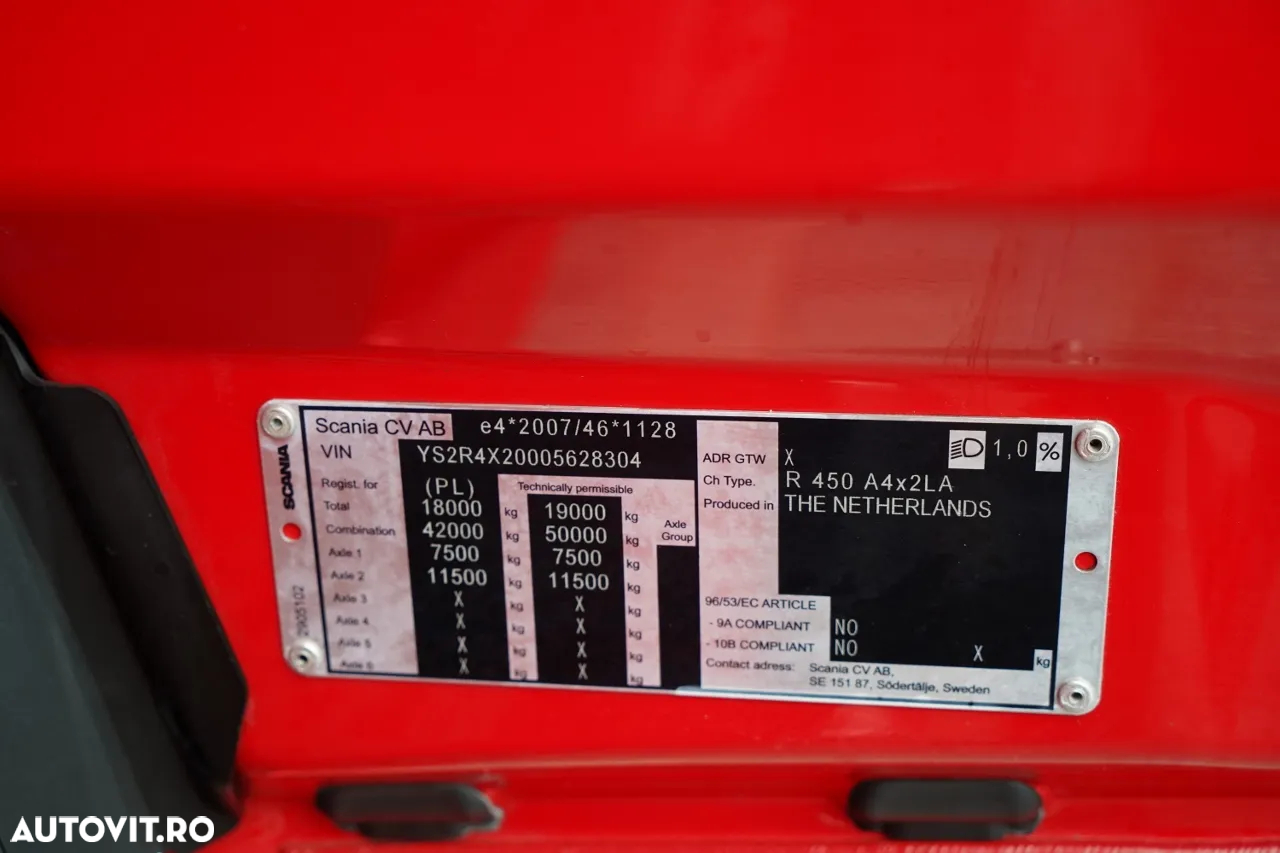 Scania CV AB e4*2007/46*1128
VIN YS2R4X20005628304
Regist. for (PL) Technically permissible
Total 18000 kg 19000 kg
Combination 42000 kg 50000 kg Axle Group
Axle 1 7500 kg 7500 kg
Axle 2 11500 kg 11500 kg
Axle 3 X kg X kg
Axle 4 X kg X kg
Axle 5 X kg X kg
Axle 6 X kg X kg
SCANIA
2905102
ADR GTW X 1,0 %
Ch Type. R 450 A4x2LA
Produced in THE NETHERLANDS
96/53/EC ARTICLE
- 9A COMPLIANT NO
- 10B COMPLIANT NO X kg
Contact adress: Scania CV AB,
SE 151 87, Södertälje, Sweden
AUTOVIT.RO